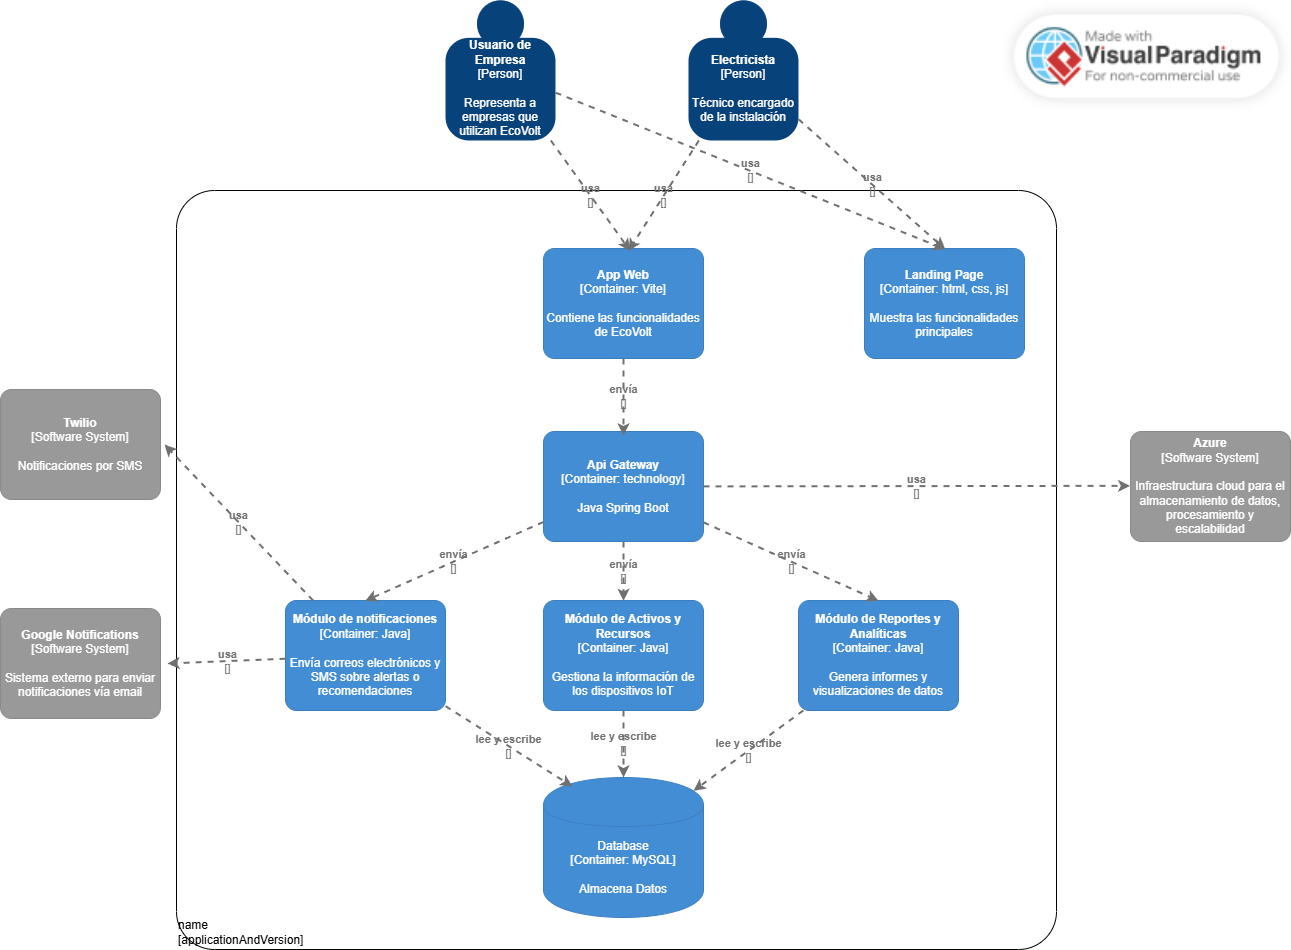 Usuario de
Empresa
[Person]
Representa a
empresas que
utilizan EcoVolt
Electricista
[Person]
Técnico encargado
de la instalación
Made with
Visual Paradigm
For non-commercial use
usa
[]
usa
[]
usa
[]
usa
[]
App Web
[Container: Vite]
Contiene las funcionalidades
de EcoVolt
Landing Page
[Container: html, css, js]
Muestra las funcionalidades
principales
envía
[]
Twilio
[Software System]
Notificaciones por SMS
Api Gateway
[Container: technology]
Java Spring Boot
usa
[]
Azure
[Software System]
Infraestructura cloud para el
almacenamiento de datos,
procesamiento y
escalabilidad
usa
[]
envía
[]
envía
[]
envía
[]
Google Notifications
[Software System]
Sistema externo para enviar
notificaciones vía email
usa
[]
Módulo de notificaciones
[Container: Java]
Envía correos electrónicos y
SMS sobre alertas o
recomendaciones
Módulo de Activos y
Recursos
[Container: Java]
Gestiona la información de
los dispositivos IoT
Módulo de Reportes y
Analíticas
[Container: Java]
Genera informes y
visualizaciones de datos
lee y escribe
[]
lee y escribe
[]
lee y escribe
[]
Database
[Container: MySQL]
Almacena Datos
name
[applicationAndVersion]